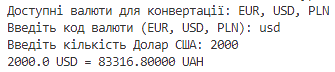 Доступні валюти для конвертації: EUR, USD, PLN
Введіть код валюти (EUR, USD, PLN): usd
Введіть кількість Долар США: 2000
2000.0 USD = 83316.80000 UAH